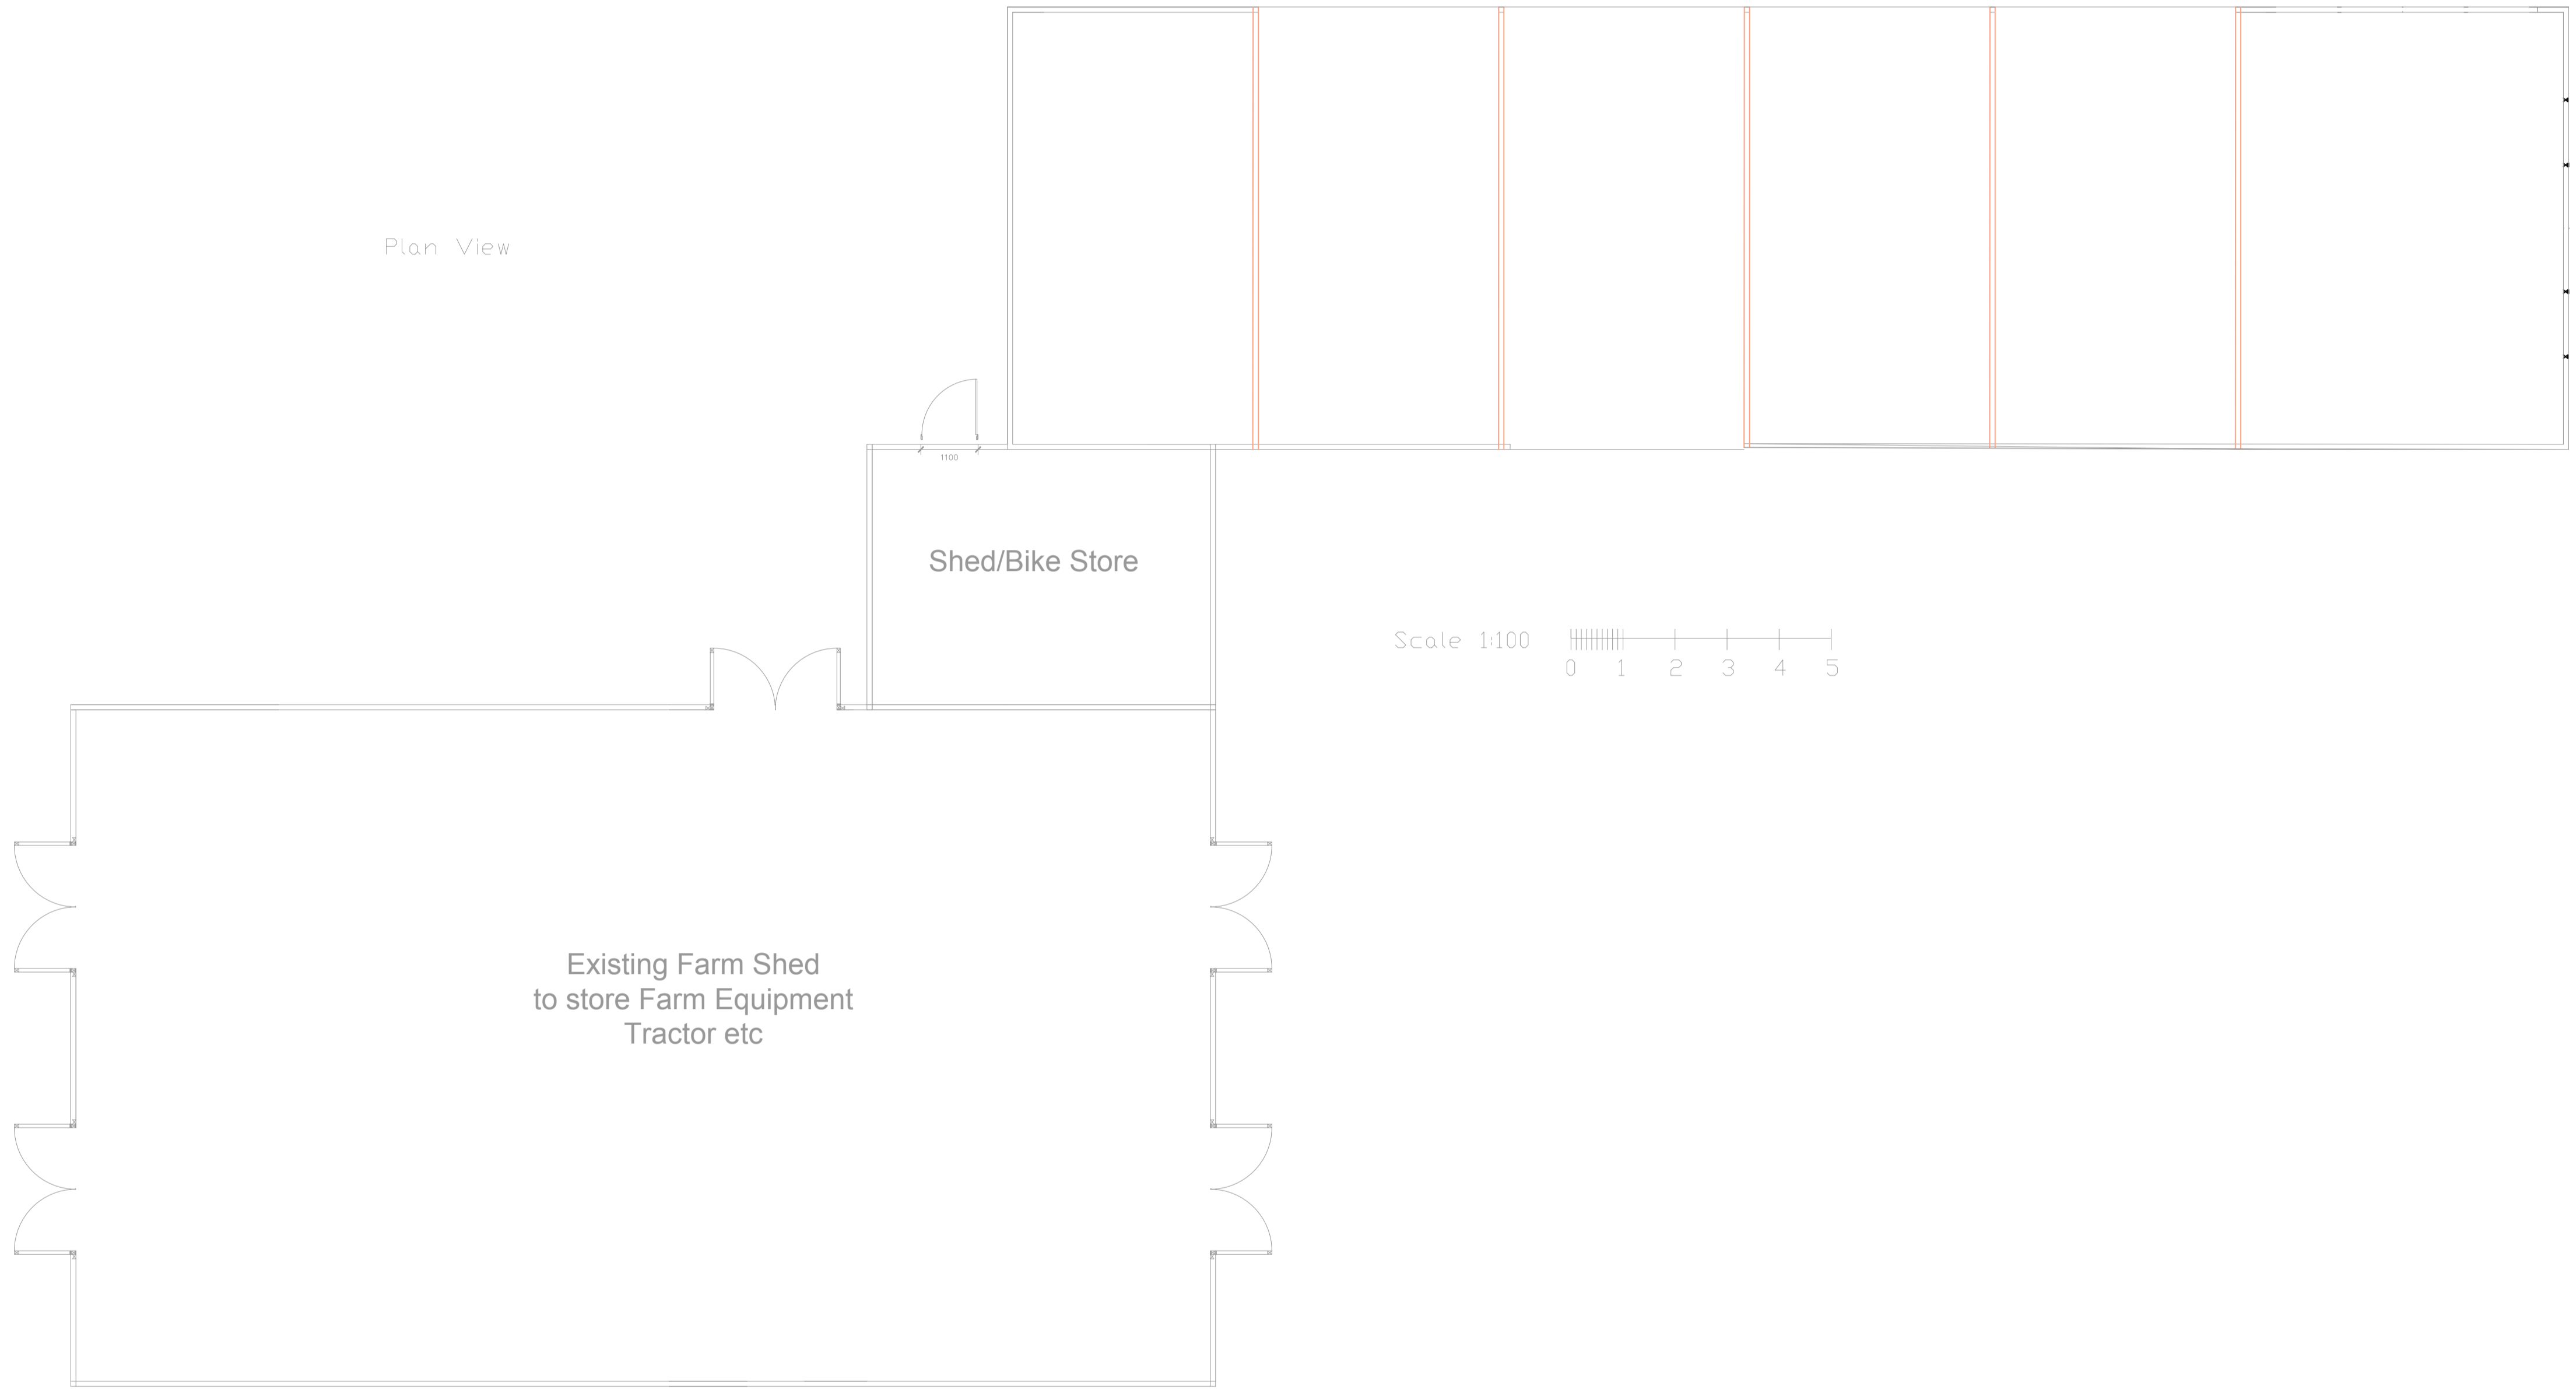 Plan View
1100
Shed/Bike Store
Scale 1:100
0 1 2 3 4 5
Existing Farm Shed
to store Farm Equipment
Tractor etc